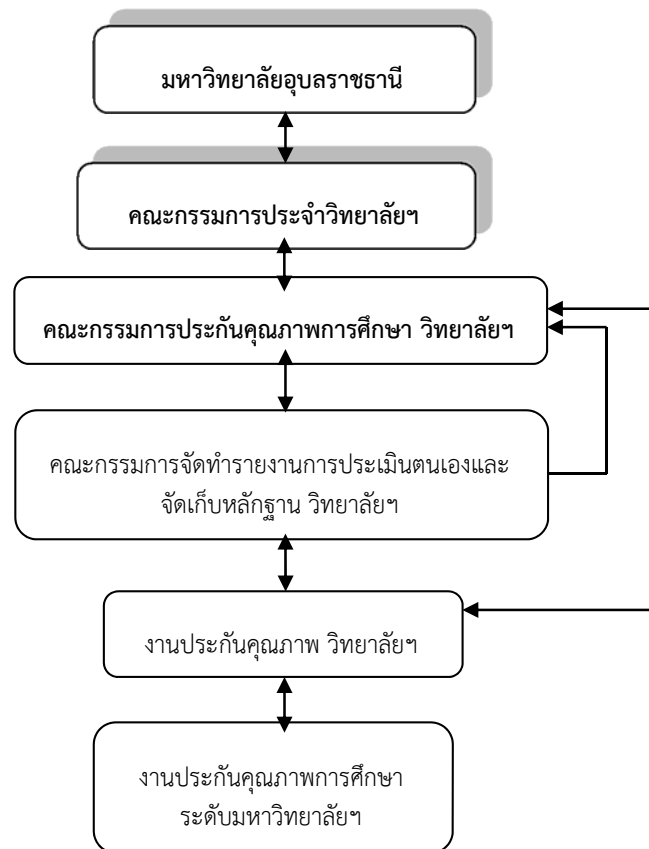 มหาวิทยาลัยอุบลราชธานี
คณะกรรมการประจำวิทยาลัยฯ
คณะกรรมการประกันคุณภาพการศึกษา วิทยาลัยฯ
คณะกรรมการจัดทำรายงานการประเมินตนเองและ
จัดเก็บหลักฐาน วิทยาลัยฯ
งานประกันคุณภาพ วิทยาลัยฯ
งานประกันคุณภาพการศึกษา
ระดับมหาวิทยาลัยฯ